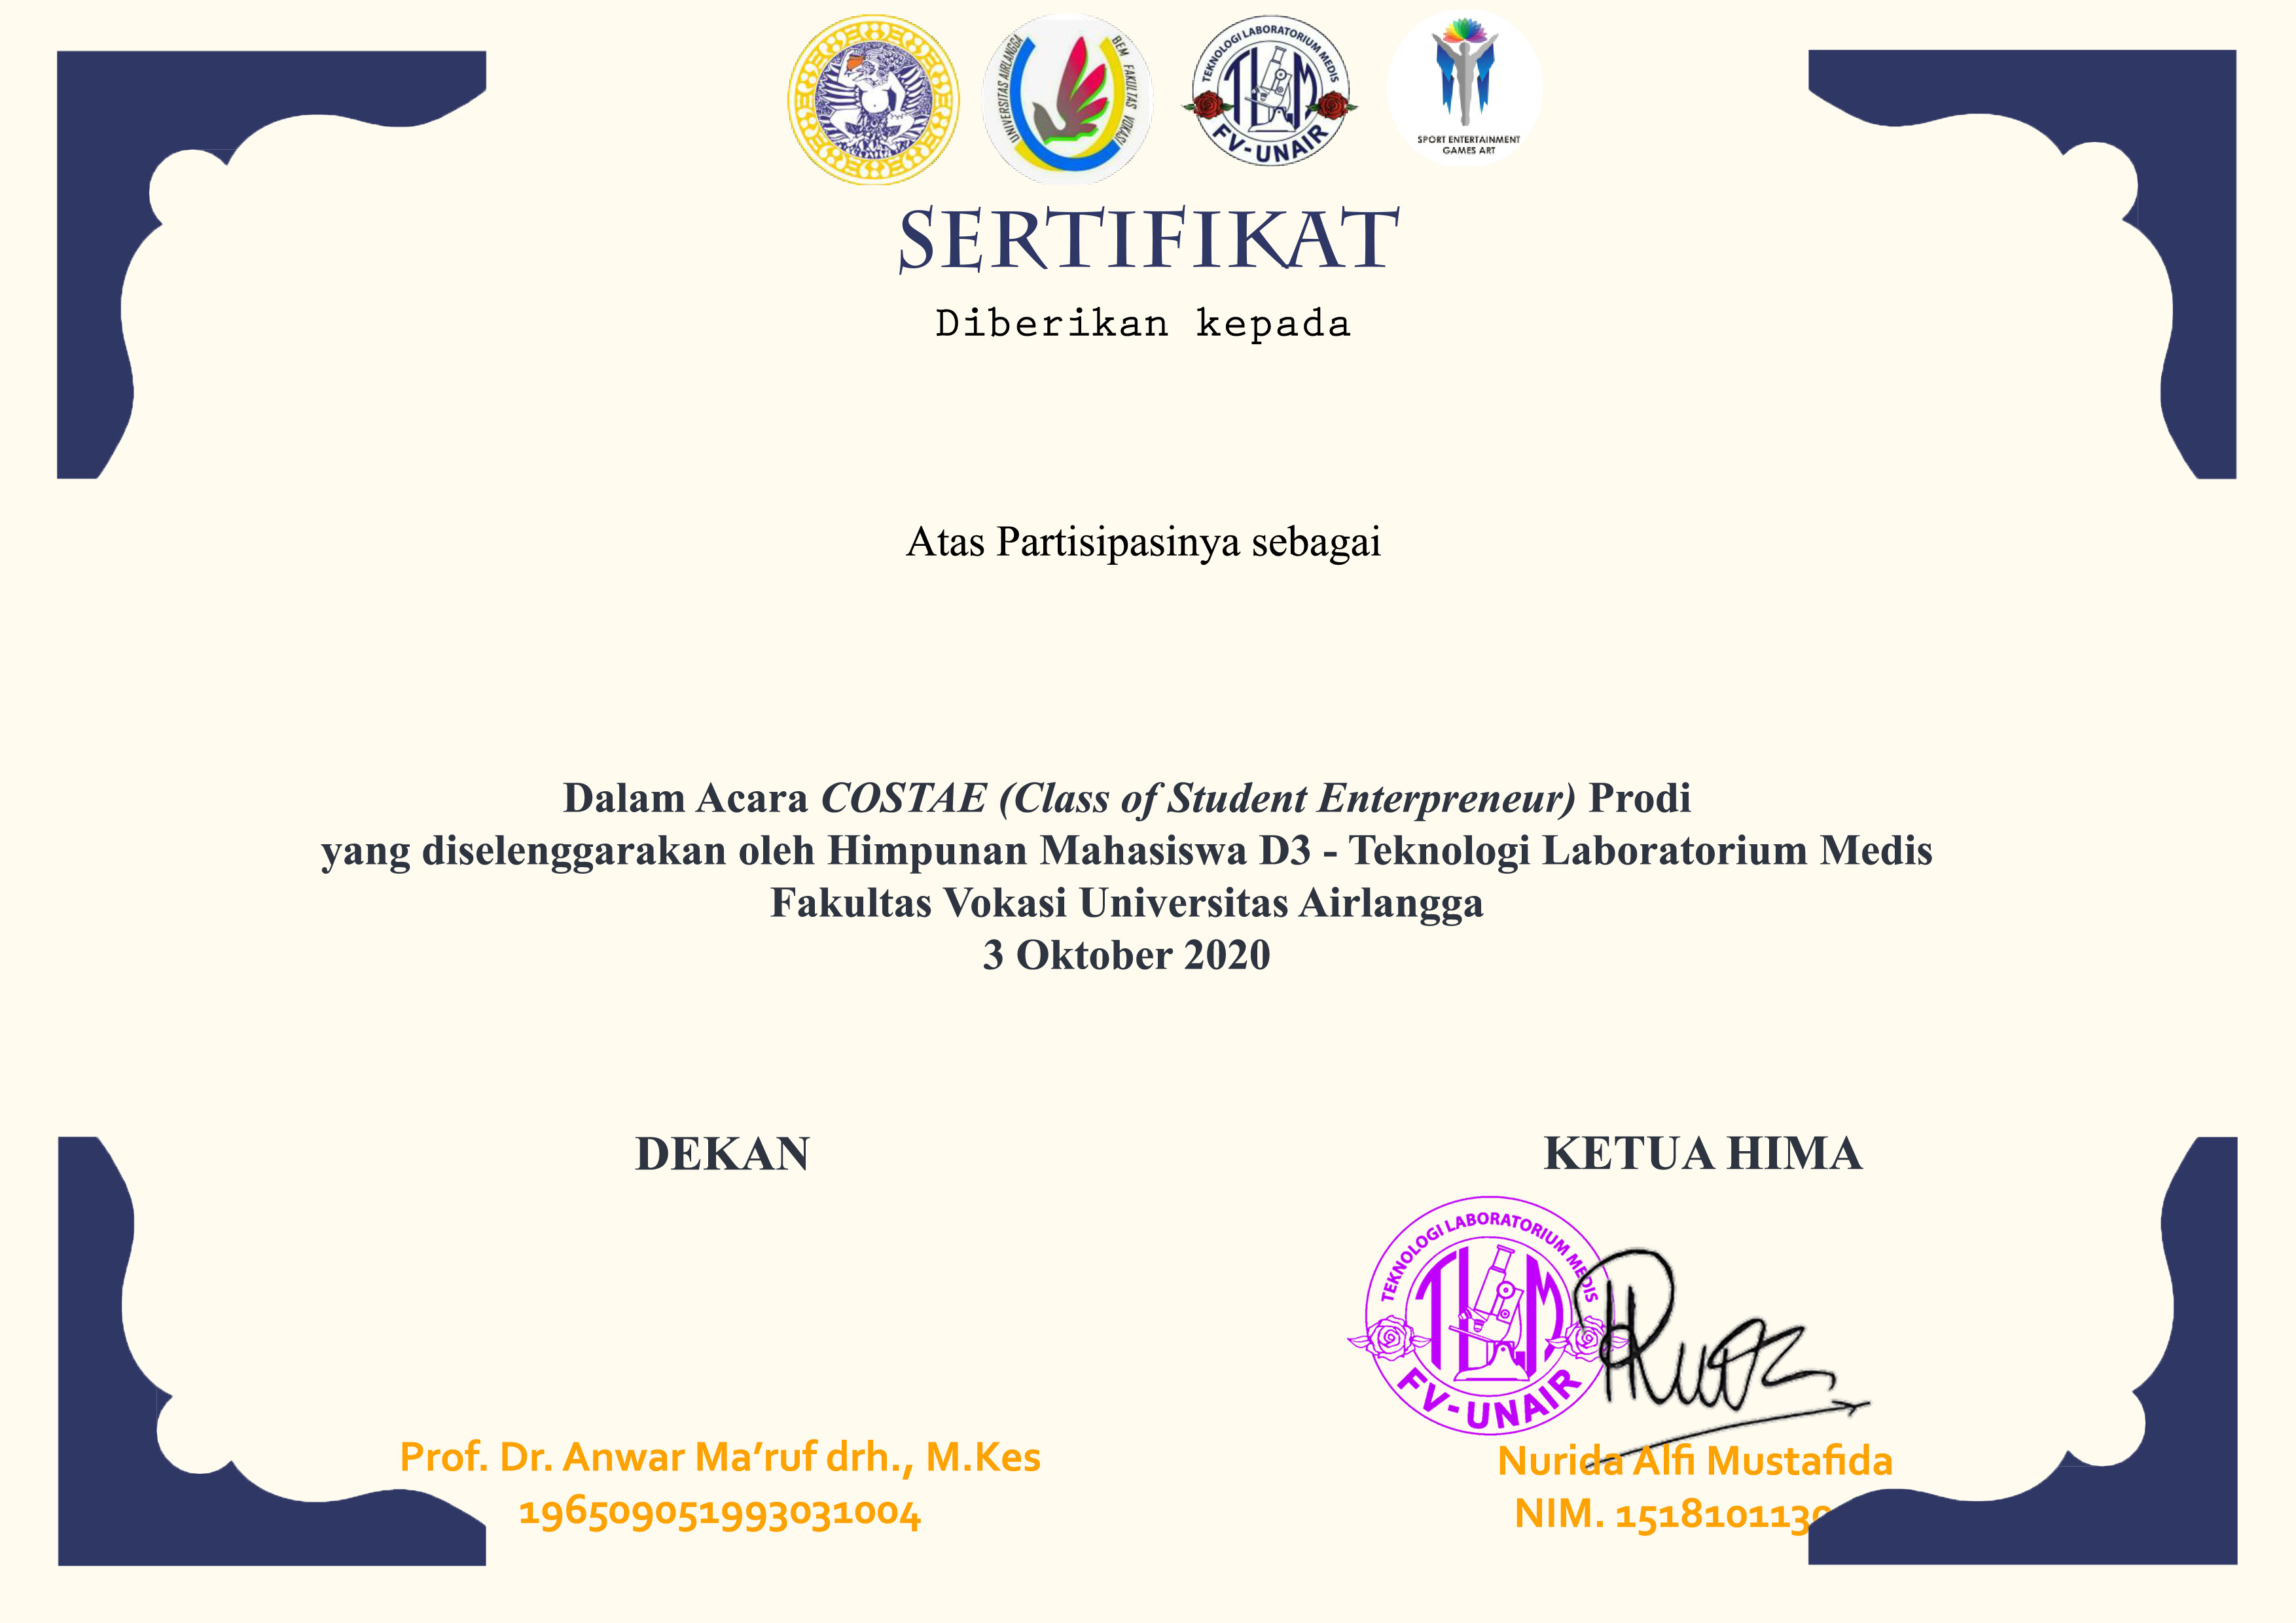 UNIVERSITAS AIRLANGGA
BEM FAKULTAS VOKASI
TEKNOLOGI LABORATORIUM MEDIS
TLM
FV-UNAIR
SPORT ENTERTAINMENT
GAMES ART
SERTIFIKAT
Diberikan kepada
Atas Partisipasinya sebagai
Dalam Acara COSTAE (Class of Student Enterpreneur) Prodi
yang diselenggarakan oleh Himpunan Mahasiswa D3 - Teknologi Laboratorium Medis
Fakultas Vokasi Universitas Airlangga
3 Oktober 2020
DEKAN
Prof. Dr. Anwar Ma’ruf drh., M.Kes
196509051993031004
KETUA HIMA
TEKNOLOGI LABORATORIUM MEDIS
TLM
FV-UNAIR
Nurida Alfi Mustafida
NIM. 15181011130